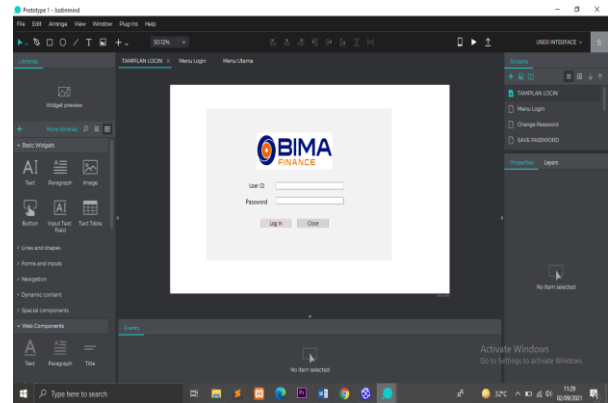 Prototype 1 - Justinmind
File Edit Arrange View Window Plug-ins Help
USER INTERFACE
S
Libraries
TAMPILAN LOGIN × Menu Login Menu Utama
Screens
Widget preview
TAMPILAN LOGIN
Menu Login
Change Password
SAVE PASSWORD
+ More libraries
Basic Widgets
Text Paragraph Image
Button Input Text Field Text Table
BIMA
FINANCE
User ID
Password
Log In Close
Properties Layers
No item selected
Lines and shapes
Forms and inputs
Navigation
Dynamic content
Special components
Web Components
Text Paragraph Title
Events
No item selected
Activate Windows
Go to Settings to activate Windows.
Type here to search
32°C
11:29
02/09/2021